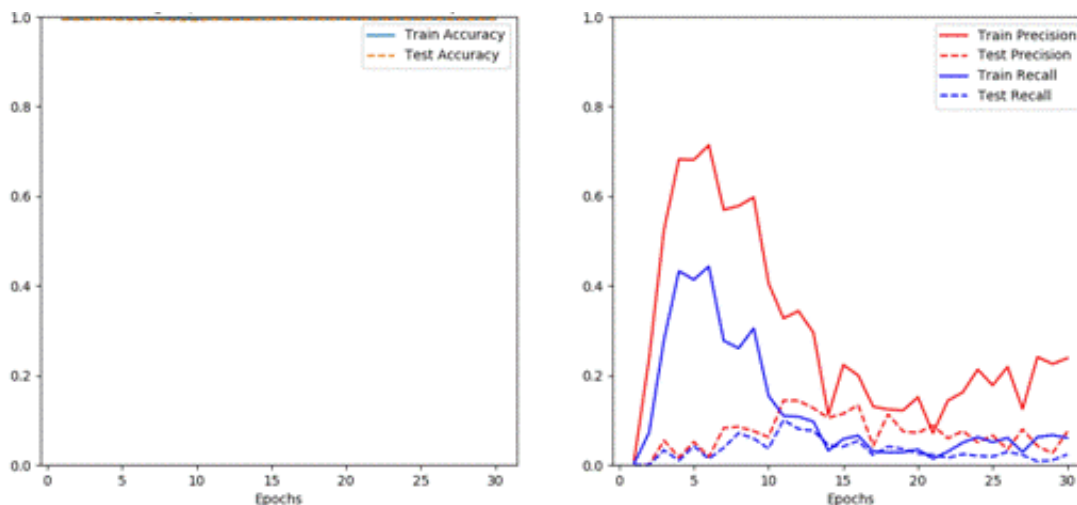 1.0
0.8
0.6
0.4
0.2
0.0
0 5 10 15 20 25 30
Epochs
Train Accuracy
Test Accuracy
1.0
0.8
0.6
0.4
0.2
0.0
0 5 10 15 20 25 30
Epochs
Train Precision
Test Precision
Train Recall
Test Recall